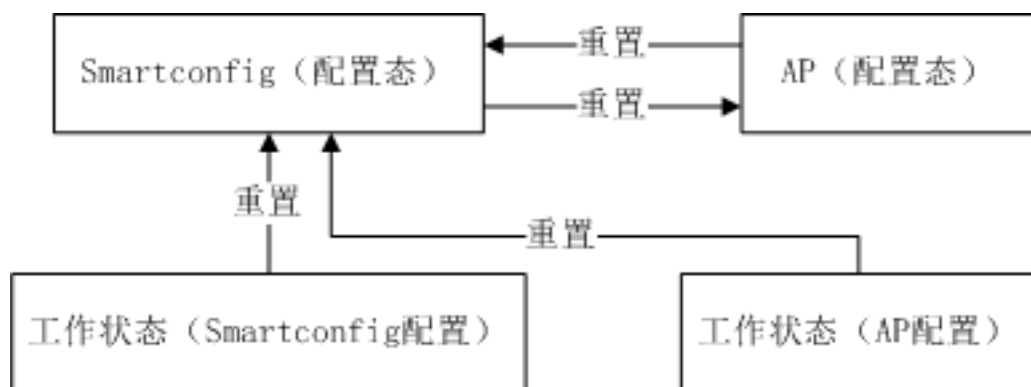 重置
Smartconfig（配置态）
AP（配置态）
重置
重置
重置
工作状态（Smartconfig配置）
工作状态（AP配置）